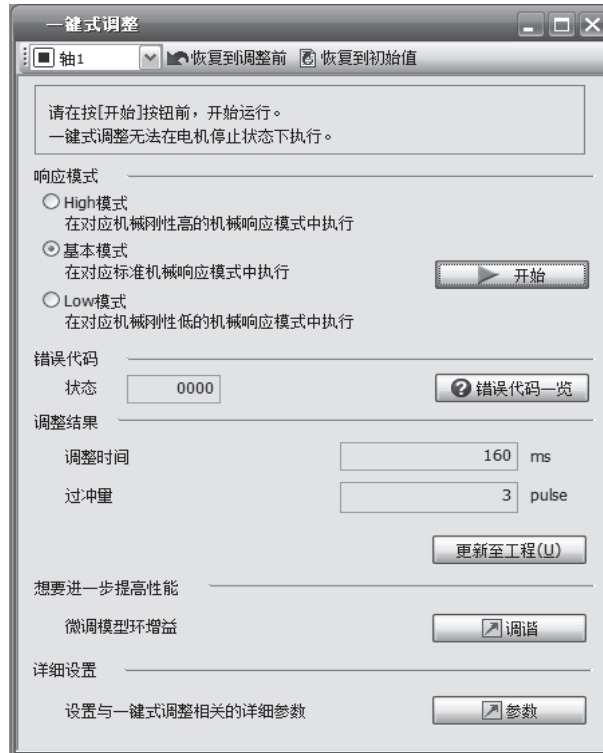 一键式调整
轴1 恢复到调整前 恢复到初始值
请在按[开始]按钮前，开始运行。
一键式调整无法在电机停止状态下执行。
响应模式
High模式
在对应机械刚性高的机械响应模式中执行
基本模式
在对应标准机械响应模式中执行
开始
Low模式
在对应机械刚性低的机械响应模式中执行
错误代码
状态 0000 错误代码一览
调整结果
调整时间 160 ms
过冲量 3 pulse
更新至工程(U)
想要进一步提高性能
微调模型环增益 调谐
详细设置
设置与一键式调整相关的详细参数 参数